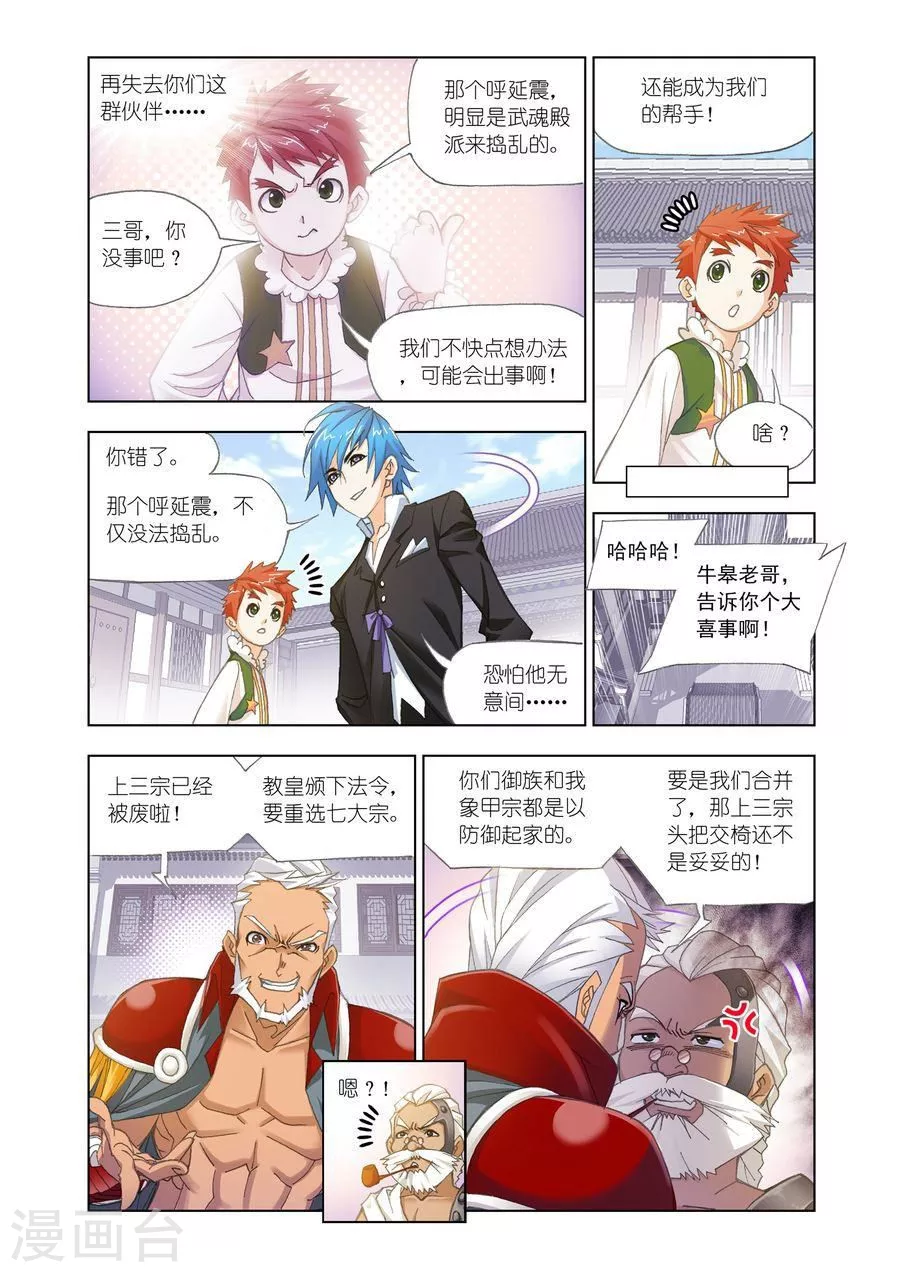 再失去你们这
群伙伴······
那个呼延震，
明显是武魂殿
派来捣乱的。
三哥，你
没事吧？
我们不快点想办法
，可能会出事啊！
还能成为我们
的帮手！
啥？
你错了。
那个呼延震，不
仅没法捣乱。
恐怕他无
意间······
哈哈哈！
牛皋老哥，
告诉你个大
喜事啊！
上三宗已经
被废啦！
教皇颁下法令，
要重选七大宗。
嗯？！
你们御族和我
象甲宗都是以
防御起家的。
要是我们合并
了，那上三宗
头把交椅还不
是妥妥的！
漫画台